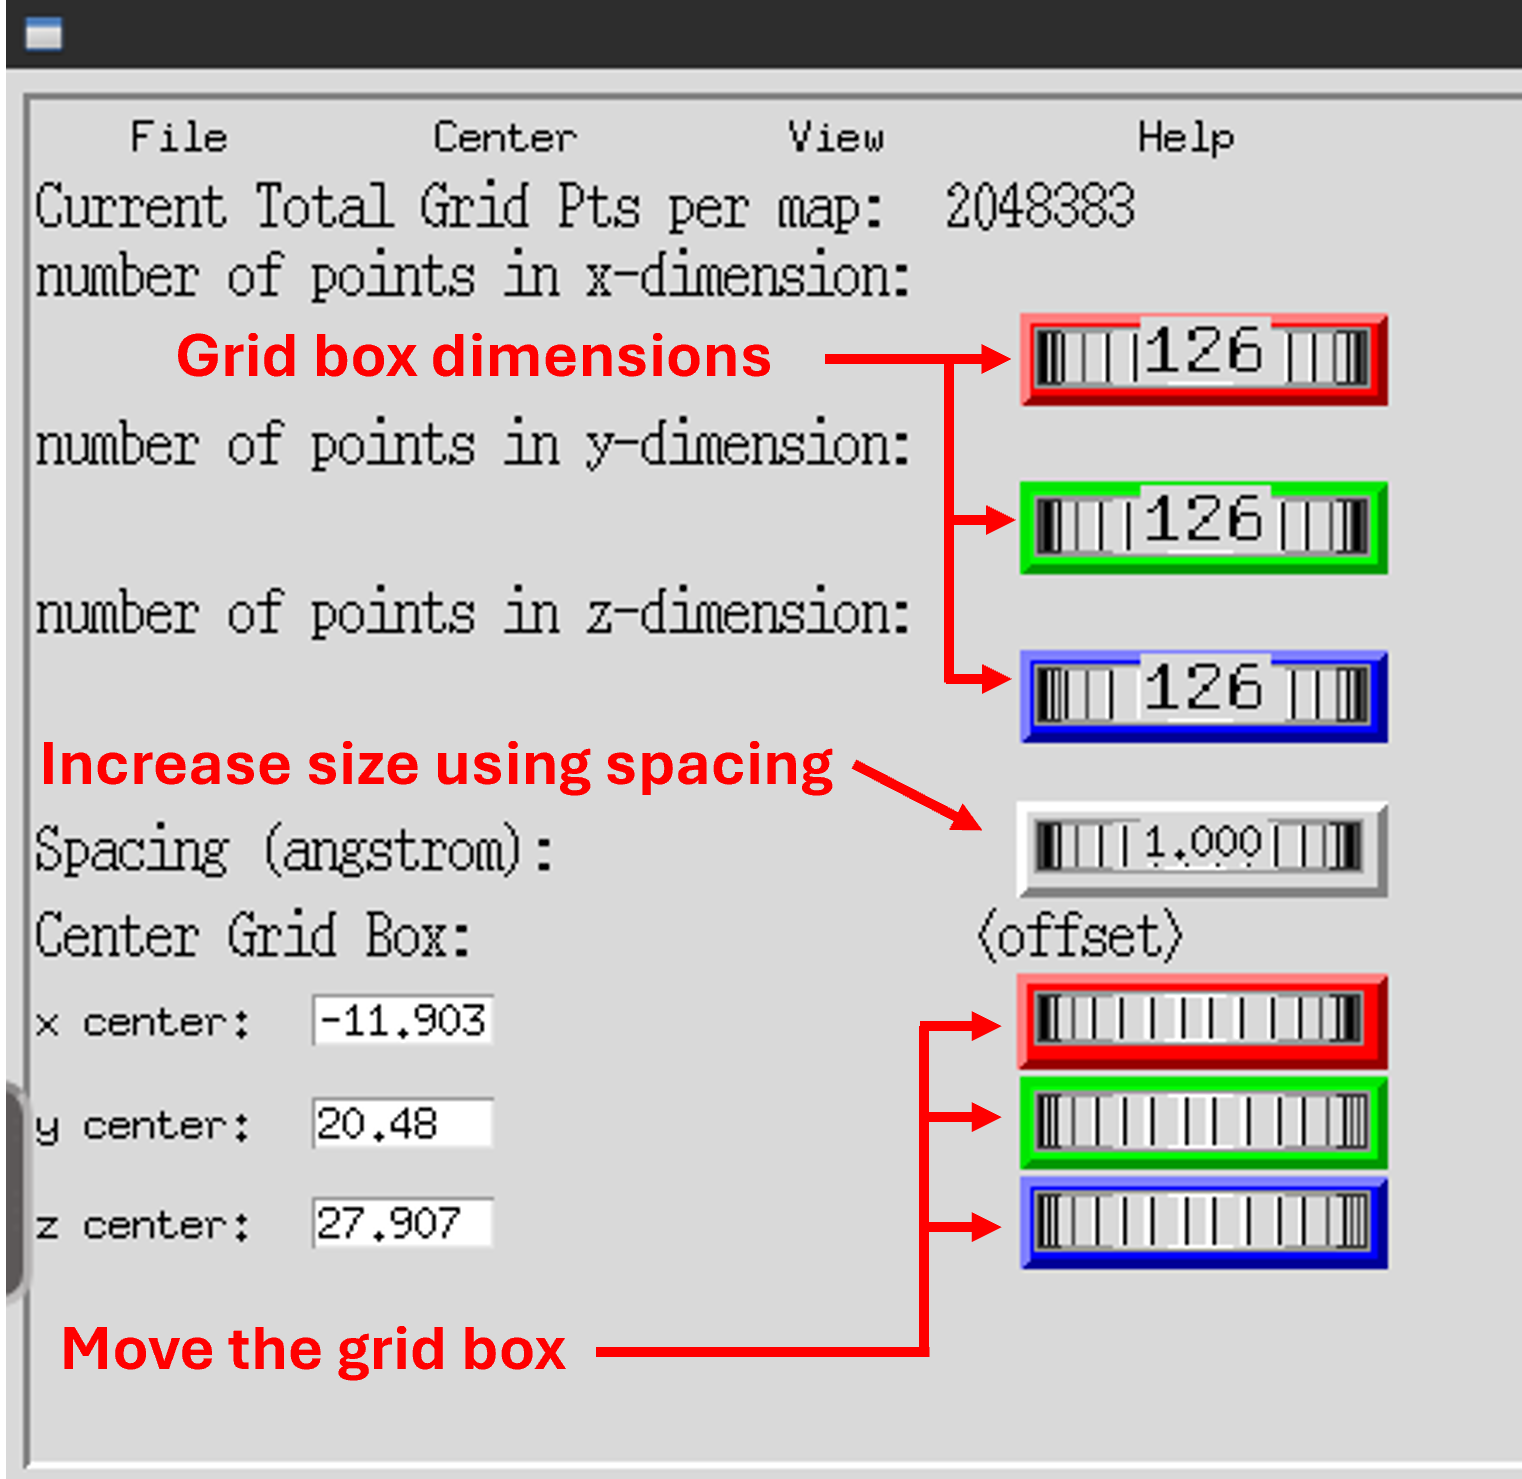 File Center View Help
Current Total Grid Pts per map: 2048383
number of points in x-dimension:
Grid box dimensions
126
number of points in y-dimension:
126
number of points in z-dimension:
126
Increase size using spacing
Spacing (angstrom): 1.000
Center Grid Box: <offset>
x center: -11.903
y center: 20.48
z center: 27.907
Move the grid box